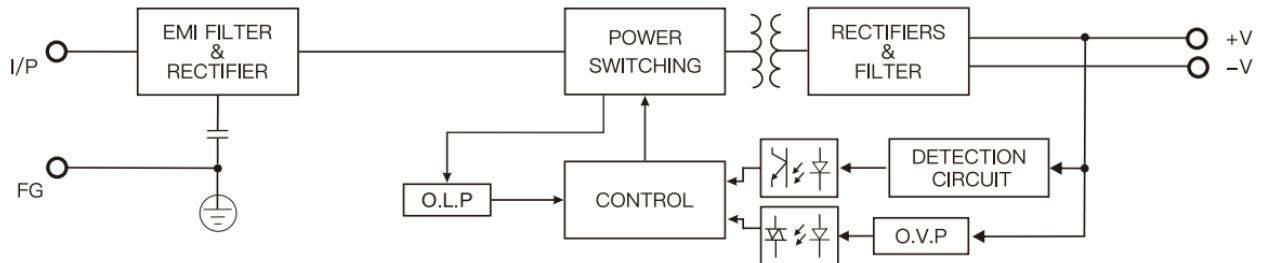 I/P
EMI FILTER
&
RECTIFIER
POWER
SWITCHING
RECTIFIERS
&
FILTER
+V
–V
FG
O.L.P
CONTROL
DETECTION
CIRCUIT
O.V.P